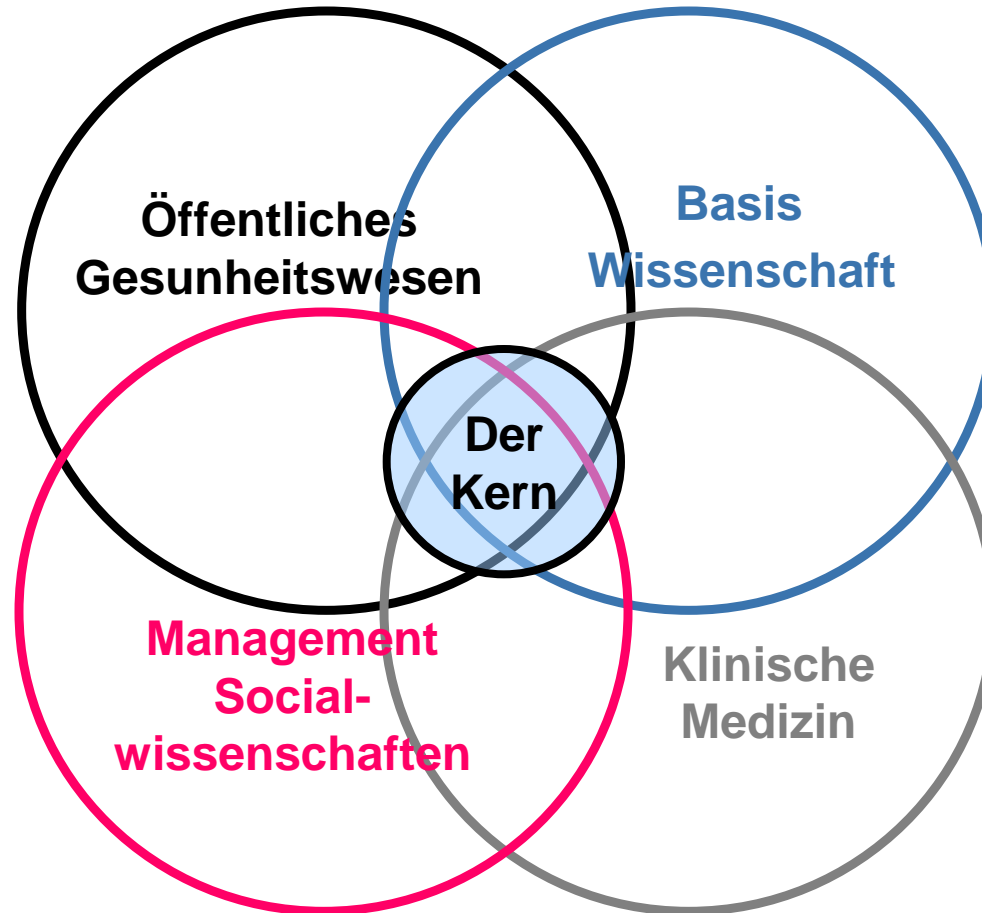 Öffentliches
Gesunheitswesen
Basis
Wissenschaft
Der
Kern
Management
Social-
wissenschaften
Klinische
Medizin